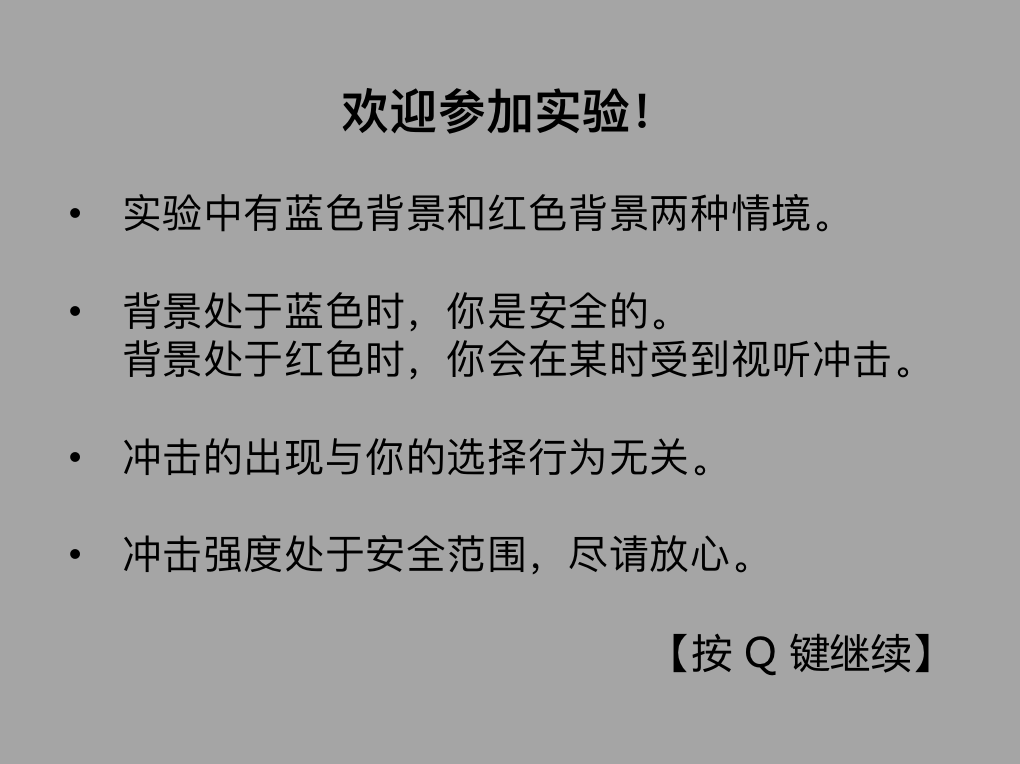 欢迎参加实验！
• 实验中有蓝色背景和红色背景两种情境。
• 背景处于蓝色时，你是安全的。
背景处于红色时，你会在某时受到视听冲击。
• 冲击的出现与你的选择行为无关。
• 冲击强度处于安全范围，尽请放心。
【按 Q 键继续】